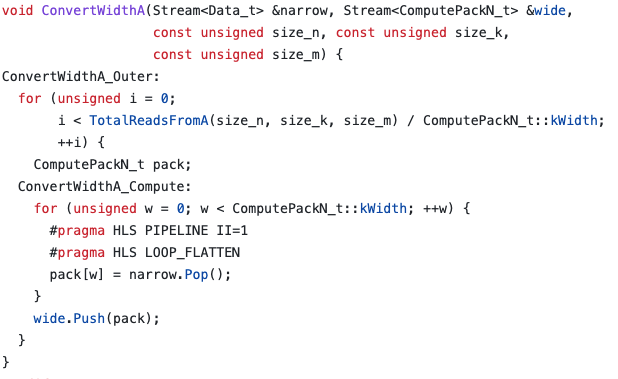 void ConvertWidthA(Stream<Data_t> &narrow, Stream<ComputePackN_t> &wide,
                   const unsigned size_n, const unsigned size_k,
                   const unsigned size_m) {
ConvertWidthA_Outer:
  for (unsigned i = 0;
       i < TotalReadsFromA(size_n, size_k, size_m) / ComputePackN_t::kWidth;
       ++i) {
    ComputePackN_t pack;
  ConvertWidthA_Compute:
    for (unsigned w = 0; w < ComputePackN_t::kWidth; ++w) {
      #pragma HLS PIPELINE II=1
      #pragma HLS LOOP_FLATTEN
      pack[w] = narrow.Pop();
    }
    wide.Push(pack);
  }
}